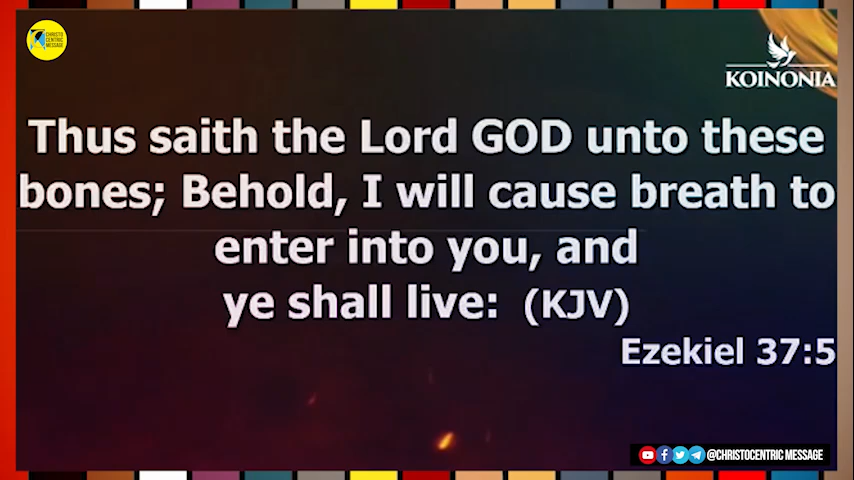 CHRISTO
CENTRIC
MESSAGE
KOINONIA
Thus saith the Lord GOD unto these
bones; Behold, I will cause breath to
enter into you, and
ye shall live: (KJV)
Ezekiel 37:5
@CHRISTOCENTRIC MESSAGE